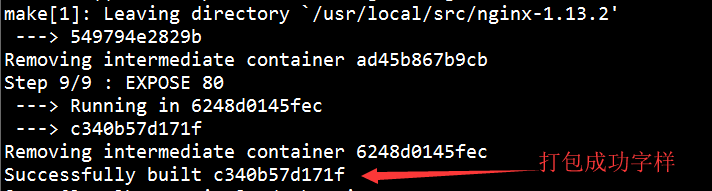 make[1]: Leaving directory `/usr/local/src/nginx-1.13.2'
---> 549794e2829b
Removing intermediate container ad45b867b9cb
Step 9/9 : EXPOSE 80
---> Running in 6248d0145fec
---> c340b57d171f
Removing intermediate container 6248d0145fec
Successfully built c340b57d171f
打包成功字样